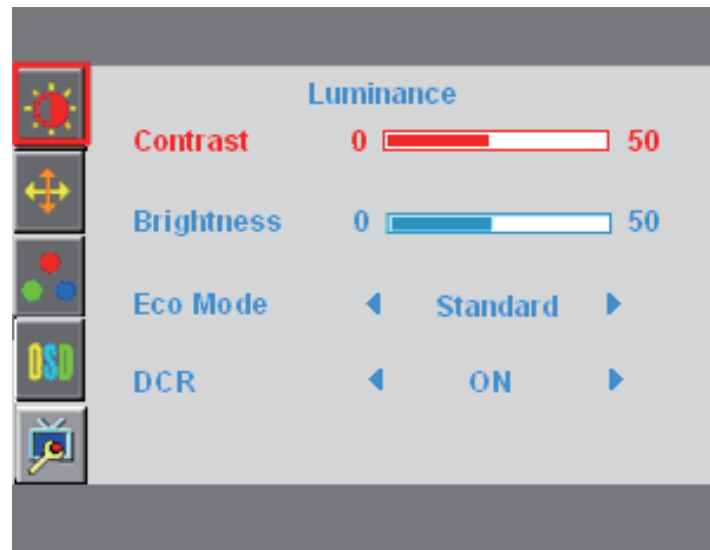 Luminance
Contrast 0 50
Brightness 0 50
Eco Mode Standard
DCR ON
OSD